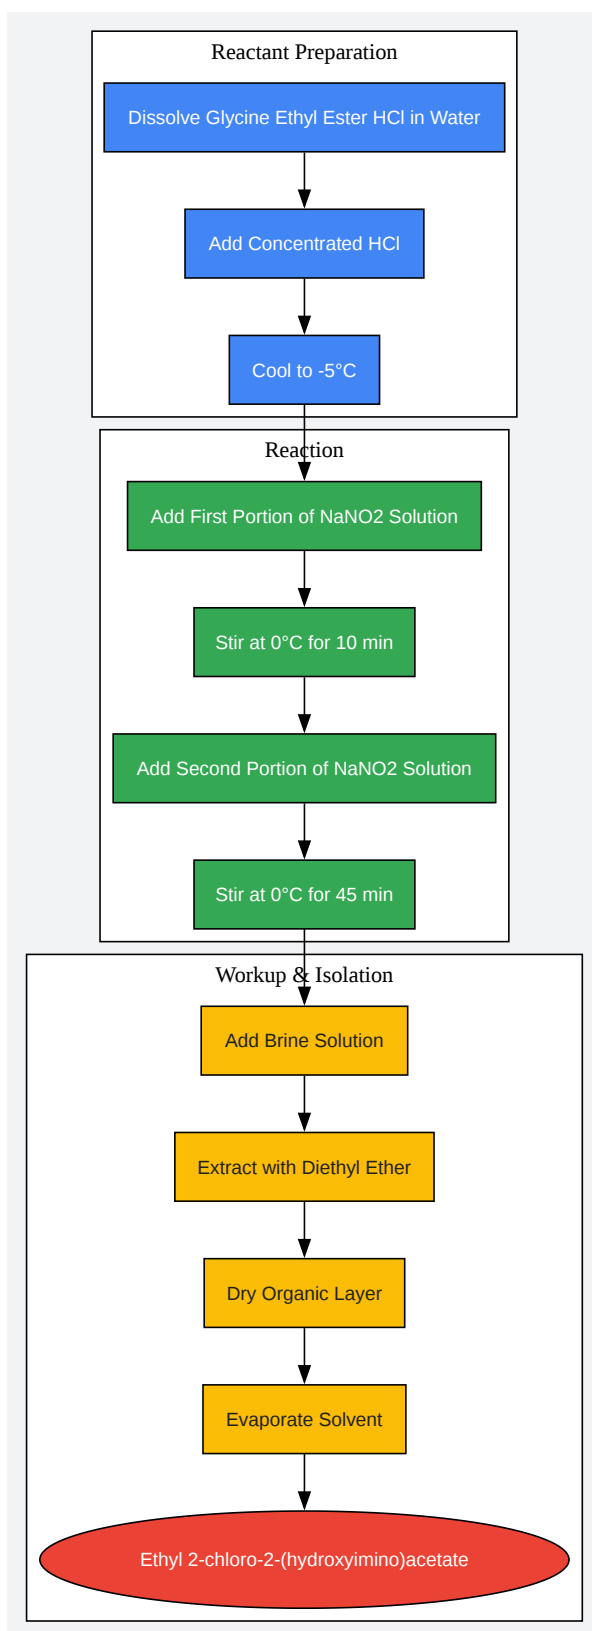 Reactant Preparation
Dissolve Glycine Ethyl Ester HCl in Water
Add Concentrated HCl
Cool to -5°C
Reaction
Add First Portion of NaNO2 Solution
Stir at 0°C for 10 min
Add Second Portion of NaNO2 Solution
Stir at 0°C for 45 min
Workup & Isolation
Add Brine Solution
Extract with Diethyl Ether
Dry Organic Layer
Evaporate Solvent
Ethyl 2-chloro-2-(hydroxyimino)acetate